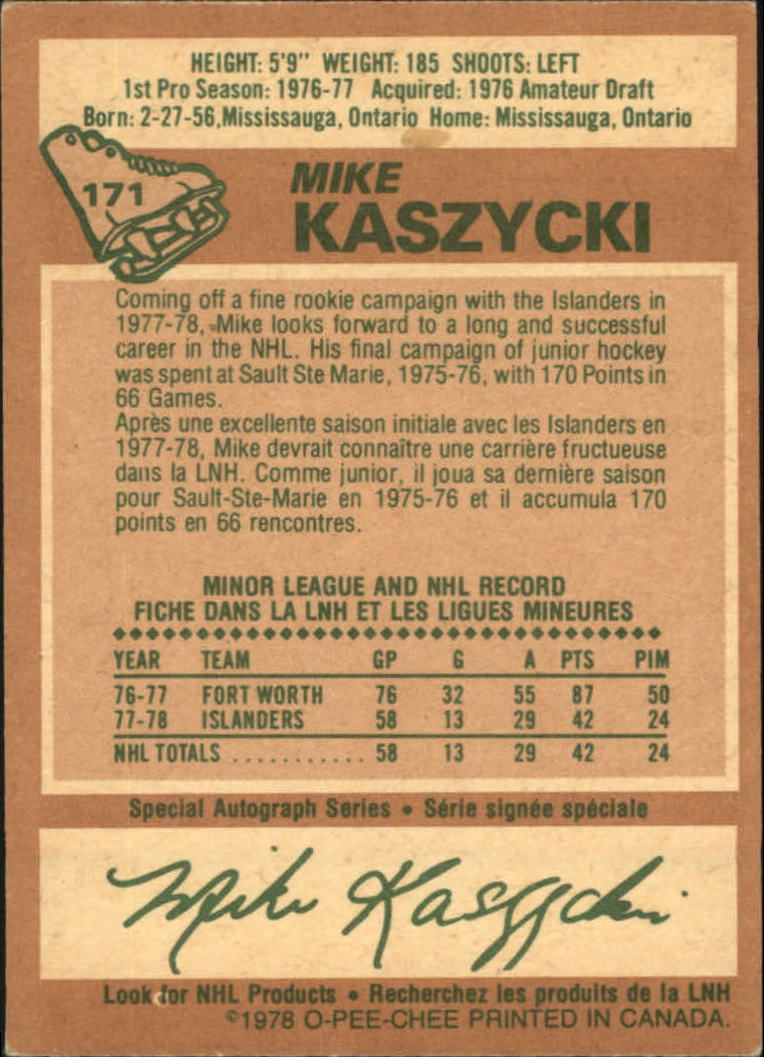 HEIGHT: 5'9" WEIGHT: 185 SHOOTS: LEFT
1st Pro Season: 1976-77 Acquired: 1976 Amateur Draft
Born: 2-27-56,Mississauga, Ontario Home: Mississauga, Ontario
171
MIKE
KASZYCKI
Coming off a fine rookie campaign with the Islanders in
1977-78, Mike looks forward to a long and successful
career in the NHL. His final campaign of junior hockey
was spent at Sault Ste Marie, 1975-76, with 170 Points in
66 Games.
Après une excellente saison initiale avec les Islanders en
1977-78, Mike devrait connaître une carrière fructueuse
dans la LNH. Comme junior, il joua sa dernière saison
pour Sault-Ste-Marie en 1975-76 et il accumula 170
points en 66 rencontres.
MINOR LEAGUE AND NHL RECORD
FICHE DANS LA LNH ET LES LIGUES MINEURES
YEAR TEAM GP G A PTS PIM
76-77 FORT WORTH 76 32 55 87 50
77-78 ISLANDERS 58 13 29 42 24
NHL TOTALS ........... 58 13 29 42 24
Special Autograph Series • Série signée spéciale
Mike Kaszycki
Look for NHL Products • Recherchez les produits de la LNH
©1978 O-PEE-CHEE PRINTED IN CANADA.